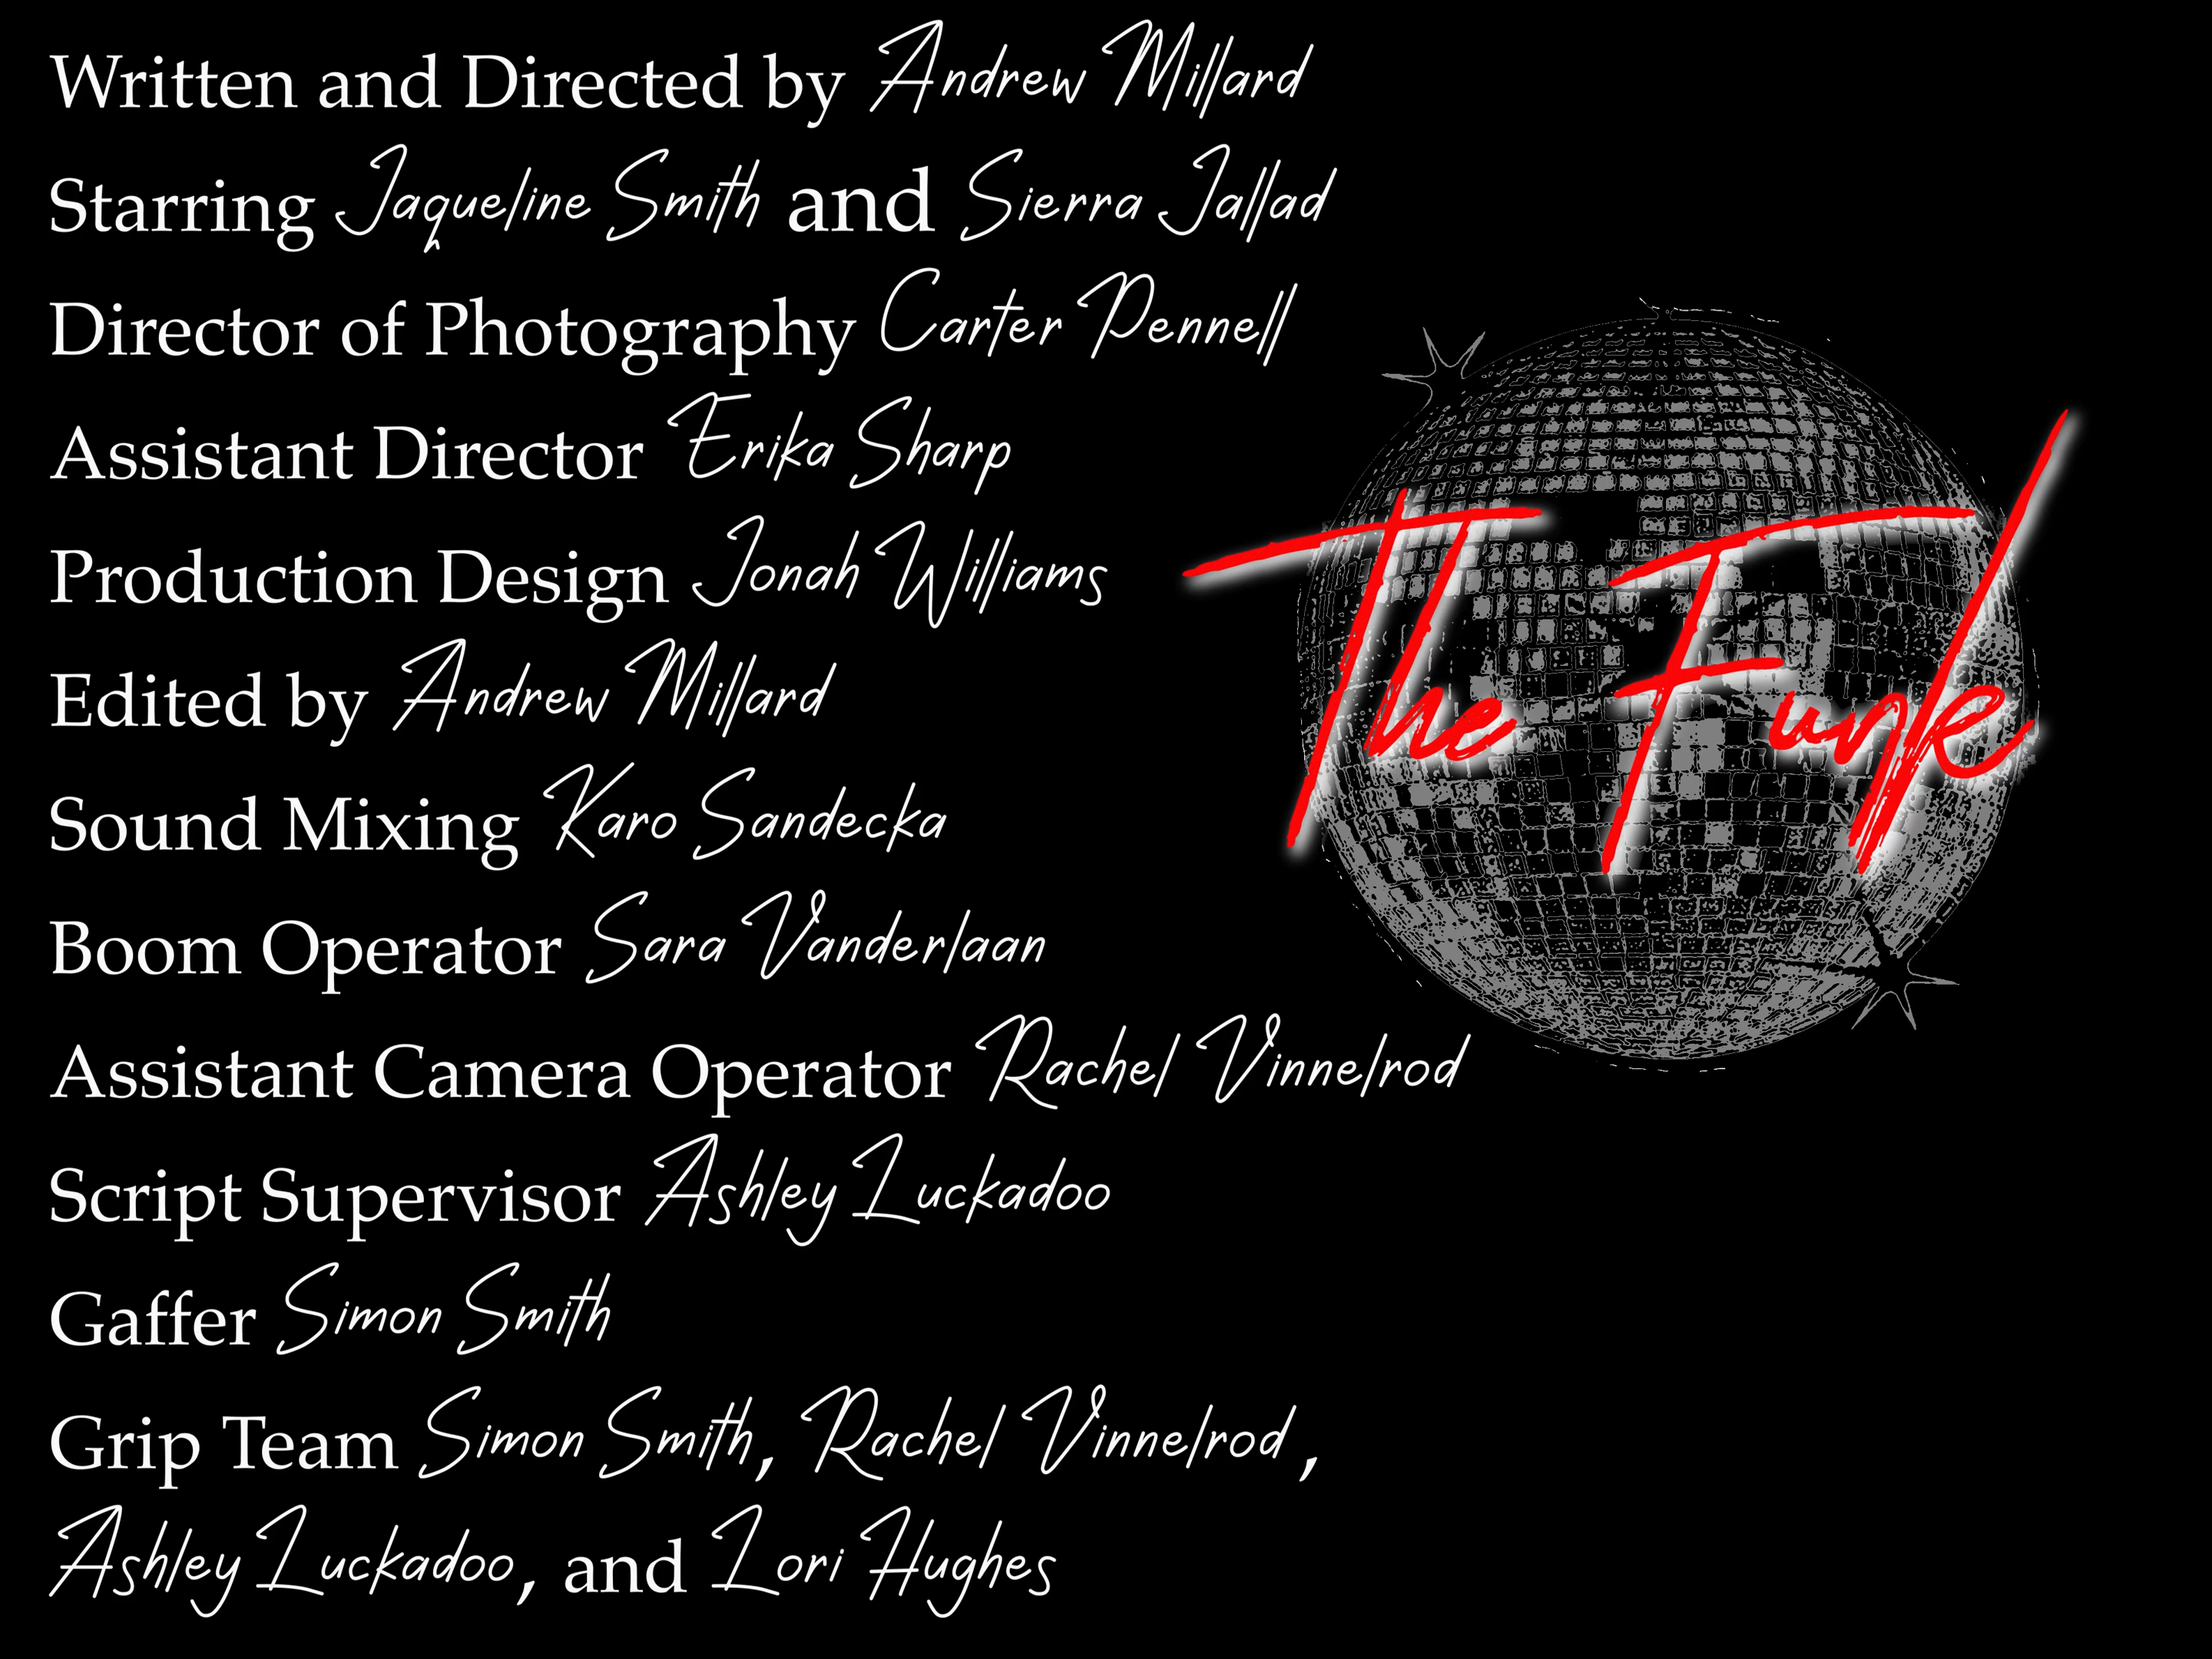 Written and Directed by Andrew Millard
Starring Jaqueline Smith and Sierra Jallad
Director of Photography Carter Pennell
Assistant Director Erika Sharp
Production Design Jonah Williams
Edited by Andrew Millard
Sound Mixing Karo Sandecka
Boom Operator Sara Vanderlaan
Assistant Camera Operator Rachel Vinnelrod
Script Supervisor Ashley Luckadoo
Gaffer Simon Smith
Grip Team Simon Smith, Rachel Vinnelrod,
Ashley Luckadoo, and Lori Hughes
The Funk